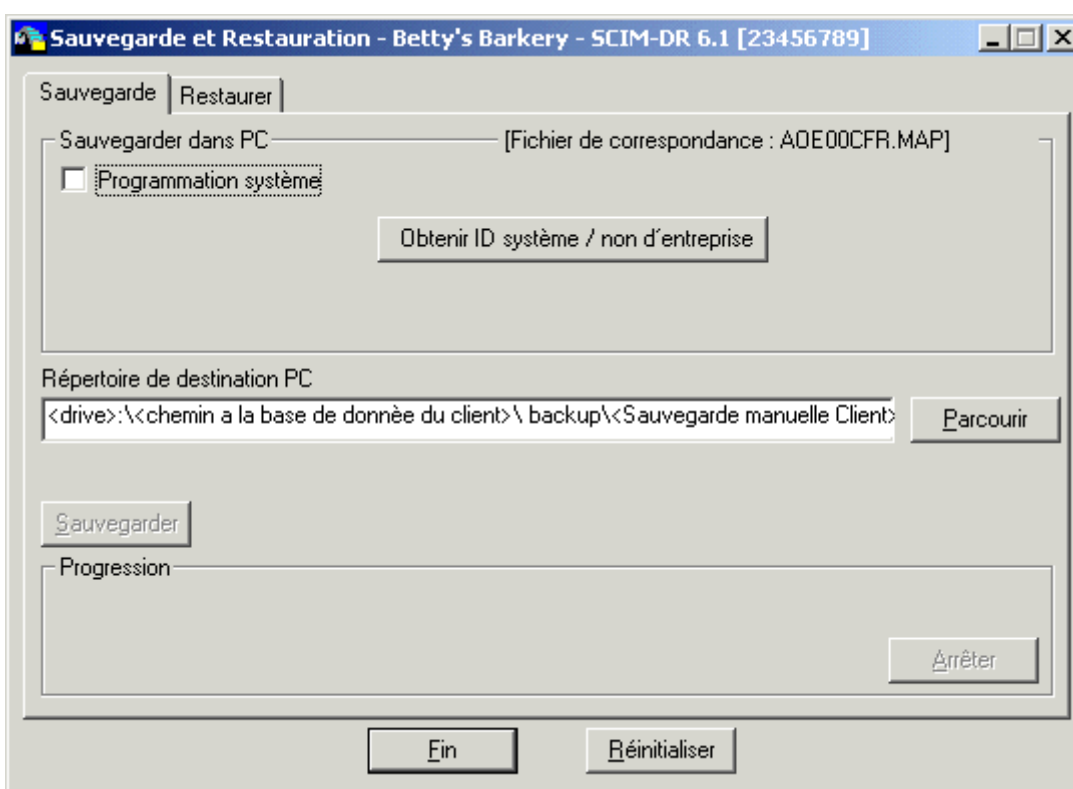 Sauvegarde et Restauration - Betty's Barkery - SCIM-DR 6.1 [23456789]
Sauvegarde Restaurer
Sauvegarder dans PC [Fichier de correspondance : AOE00CFR.MAP]
Programmation système
Obtenir ID système / non d´entreprise
Répertoire de destination PC
<drive>:\<chemin a la base de donnèe du client>\ backup\<Sauvegarde manuelle Client>
Parcourir
Sauvegarder
Progression
Arrêter
Fin Réinitialiser